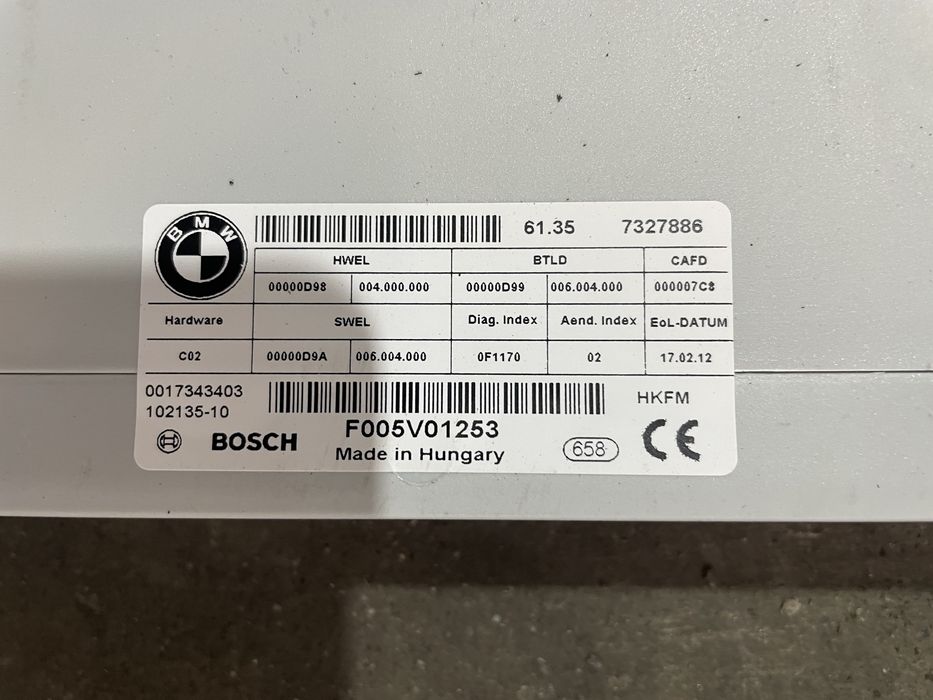 BMW
61.35 7327886
HWEL BTLD CAFD
00000D98 004.000.000 00000D99 006.004.000 000007C8
Hardware SWEL Diag. Index Aend. Index EoL-DATUM
C02 00000D9A 006.004.000 0F1170 02 17.02.12
0017343403 HKFM
102135-10
BOSCH F005V01253 658 CE
Made in Hungary